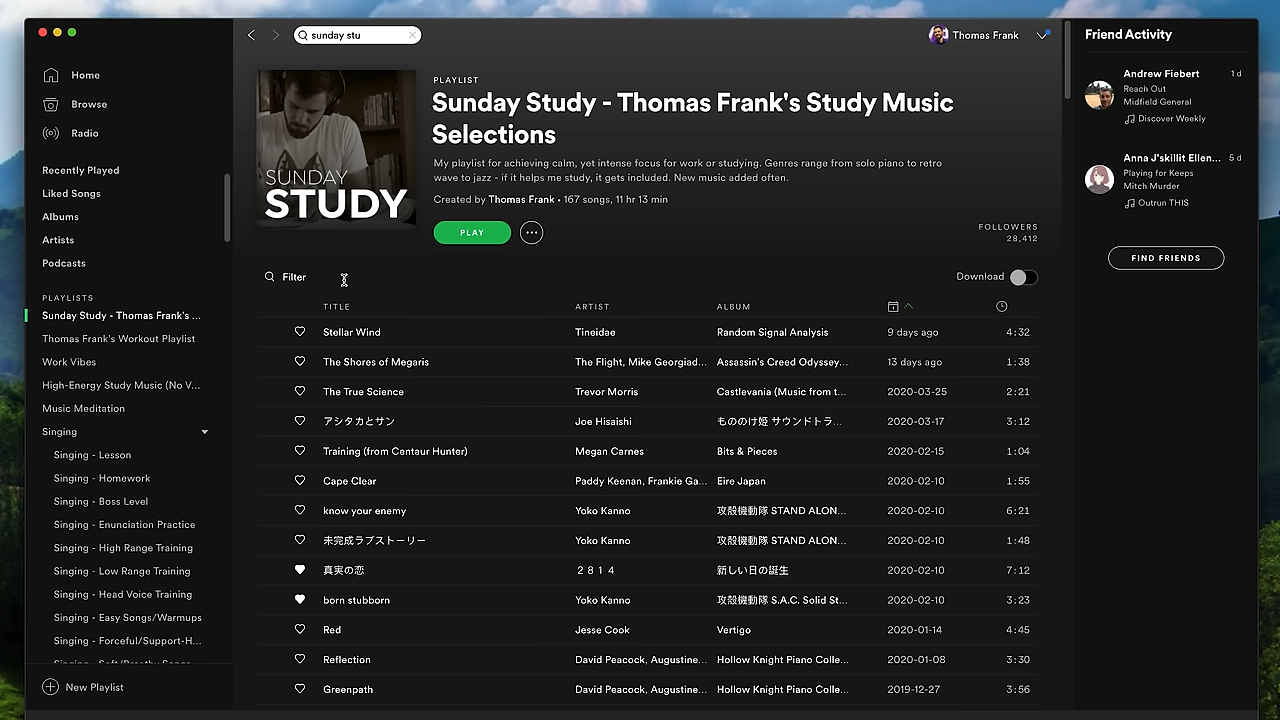 sunday stu
Thomas Frank
Home
Browse
Radio
Recently Played
Liked Songs
Albums
Artists
Podcasts
PLAYLISTS
Sunday Study - Thomas Frank's ...
Thomas Frank's Workout Playlist
Work Vibes
High-Energy Study Music (No V...
Music Meditation
Singing
Singing - Lesson
Singing - Homework
Singing - Boss Level
Singing - Enunciation Practice
Singing - High Range Training
Singing - Low Range Training
Singing - Head Voice Training
Singing - Easy Songs/Warmups
Singing - Forceful/Support-H...
Singing - Soft/Breathy Songs
New Playlist
SUNDAY
STUDY
PLAYLIST
Sunday Study - Thomas Frank's Study Music
Selections
My playlist for achieving calm, yet intense focus for work or studying. Genres range from solo piano to retro
wave to jazz - if it helps me study, it gets included. New music added often.
Created by Thomas Frank • 167 songs, 11 hr 13 min
PLAY
FOLLOWERS
28,412
Filter
Download
TITLE ARTIST ALBUM
Stellar Wind Tineidae Random Signal Analysis 9 days ago 4:32
The Shores of Megaris The Flight, Mike Georgiad... Assassin's Creed Odyssey... 13 days ago 1:38
The True Science Trevor Morris Castlevania (Music from t... 2020-03-25 2:21
アシタカとサン Joe Hisaishi もののけ姫 サウンドトラ... 2020-03-17 3:12
Training (from Centaur Hunter) Megan Carnes Bits & Pieces 2020-02-15 1:04
Cape Clear Paddy Keenan, Frankie Ga... Eire Japan 2020-02-10 1:55
know your enemy Yoko Kanno 攻殻機動隊 STAND ALON... 2020-02-10 6:21
未完成ラブストーリー Yoko Kanno 攻殻機動隊 STAND ALON... 2020-02-10 1:48
真実の恋 ２８１４ 新しい日の誕生 2020-02-10 7:12
born stubborn Yoko Kanno 攻殻機動隊 S.A.C. Solid St... 2020-02-10 3:23
Red Jesse Cook Vertigo 2020-01-14 4:45
Reflection David Peacock, Augustine... Hollow Knight Piano Colle... 2020-01-08 3:30
Greenpath David Peacock, Augustine... Hollow Knight Piano Colle... 2019-12-27 3:56
Friend Activity
Andrew Fiebert 1 d
Reach Out
Midfield General
Discover Weekly
Anna J'skillit Ellen... 5 d
Playing for Keeps
Mitch Murder
Outrun THIS
FIND FRIENDS